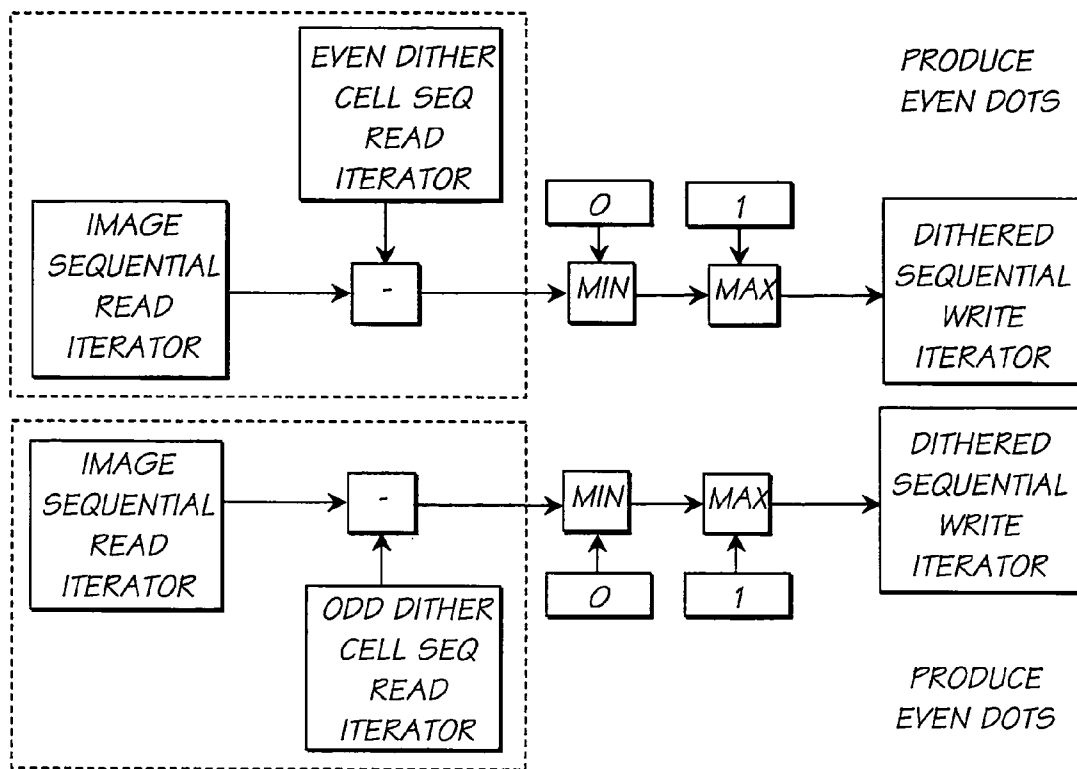 EVEN DITHER
CELL SEQ
READ
ITERATOR
PRODUCE
EVEN DOTS
IMAGE
SEQUENTIAL
READ
ITERATOR
-
0
1
MIN
MAX
DITHERED
SEQUENTIAL
WRITE
ITERATOR
IMAGE
SEQUENTIAL
READ
ITERATOR
-
MIN
MAX
0
1
DITHERED
SEQUENTIAL
WRITE
ITERATOR
ODD DITHER
CELL SEQ
READ
ITERATOR
PRODUCE
EVEN DOTS